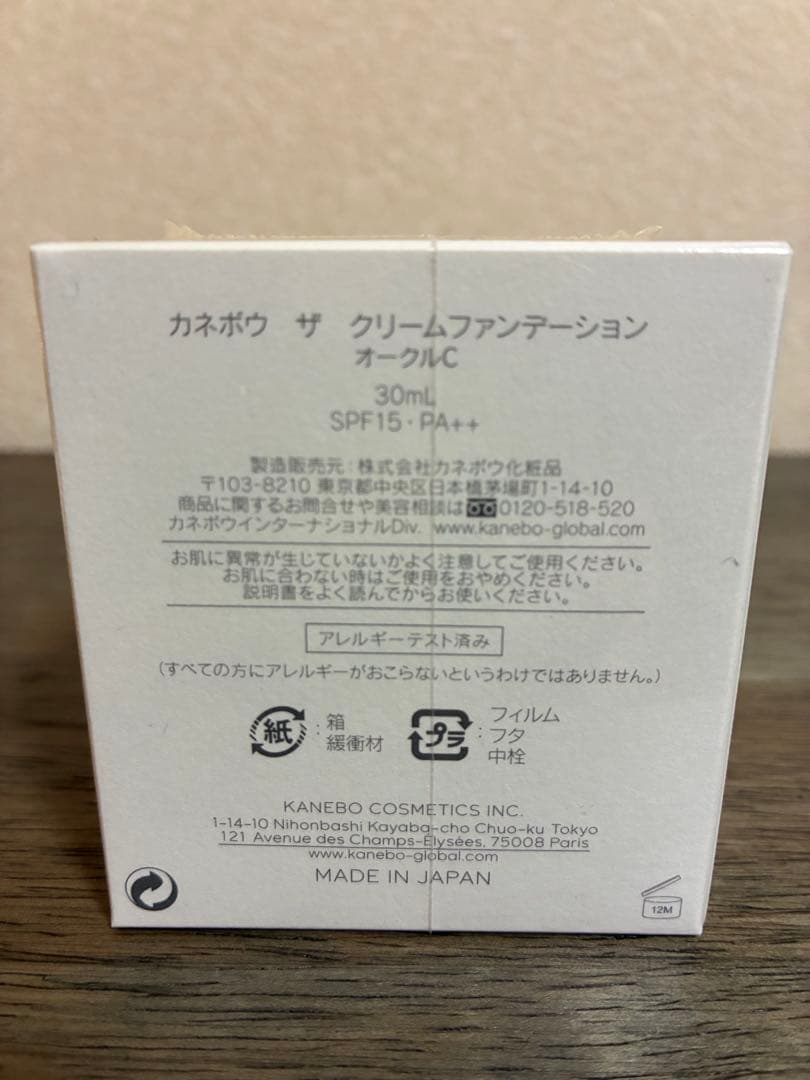 カネボウ　ザ　クリームファンデーション
オークルC
30mL
SPF15・PA++
製造販売元：株式会社カネボウ化粧品
〒103-8210 東京都中央区日本橋茅場町1-14-10
商品に関するお問合せや美容相談は 0120-518-520
カネボウインターナショナルDiv. www.kanebo-global.com
お肌に異常が生じていないかよく注意してご使用ください。
お肌に合わない時はご使用をおやめください。
説明書をよく読んでからお使いください。
アレルギーテスト済み
（すべての方にアレルギーがおこらないというわけではありません。）
紙：箱
緩衝材
プラ：フィルム
フタ
中栓
KANEBO COSMETICS INC.
1-14-10 Nihonbashi Kayaba-cho Chuo-ku Tokyo
121 Avenue des Champs-Élysées, 75008 Paris
www.kanebo-global.com
MADE IN JAPAN
12M